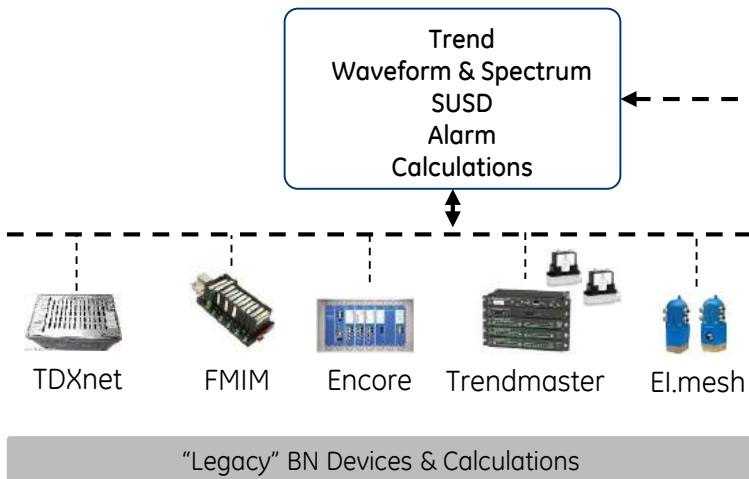 Trend
Waveform & Spectrum
SUSD
Alarm
Calculations
TDXnet FMIM Encore Trendmaster EI.mesh
“Legacy” BN Devices & Calculations